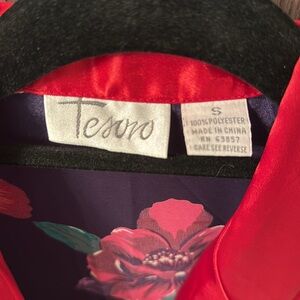 Tesoro
S
100% POLYESTER
MADE IN CHINA
RN 63857
CARE SEE REVERSE